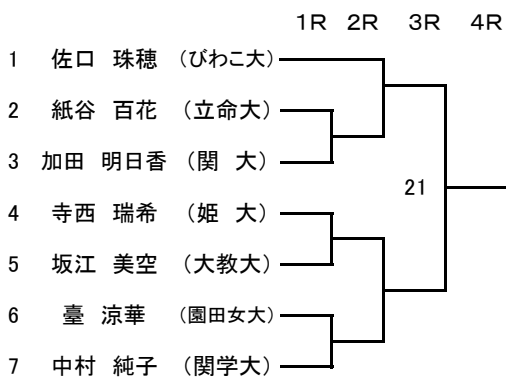 1R 2R 3R 4R
1 佐口 珠穂 (びわこ大)
2 紙谷 百花 (立命大)
3 加田 明日香 (関 大)
21
4 寺西 瑞希 (姫 大)
5 坂江 美空 (大教大)
6 臺 涼華 (園田女大)
7 中村 純子 (関学大)